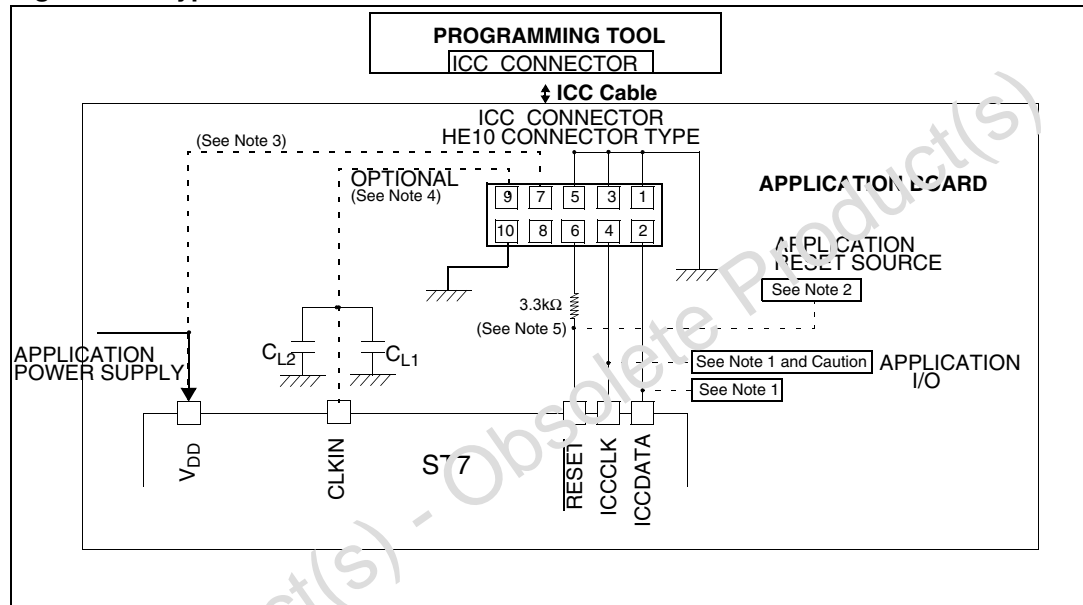 PROGRAMMING TOOL
ICC CONNECTOR
ICC Cable
ICC CONNECTOR
HE10 CONNECTOR TYPE
(See Note 3)
OPTIONAL
(See Note 4)
9 7 5 3 1
10 8 6 4 2
APPLICATION BOARD
APPLICATION
RESET SOURCE
See Note 2
3.3kΩ
(See Note 5)
APPLICATION
POWER SUPPLY
CL2
CL1
See Note 1 and Caution
See Note 1
APPLICATION
I/O
VDD
CLKIN
ST7
RESET
ICCCLK
ICCDATA
Obsolete Product(s)
ct(s) -